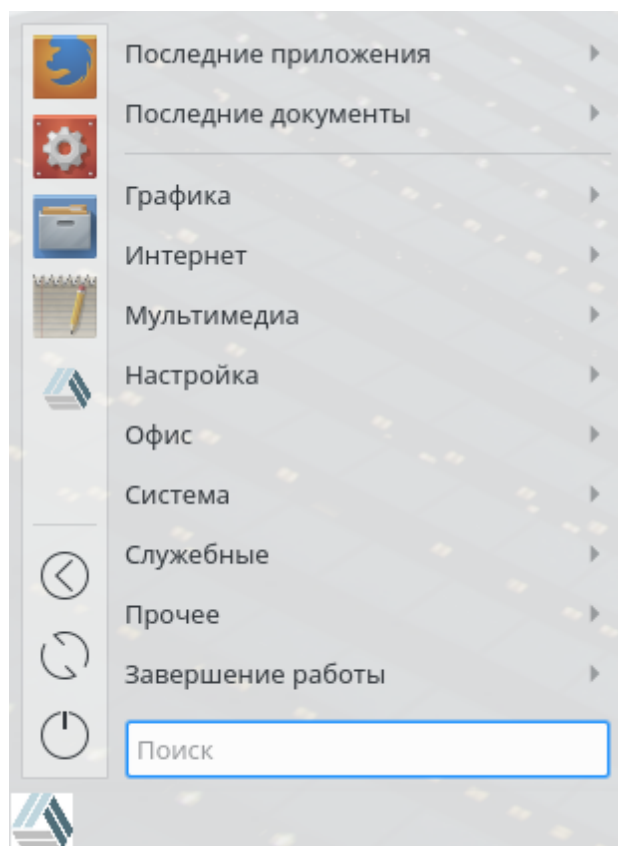 Последние приложения
Последние документы
Графика
Интернет
Мультимедиа
Настройка
Офис
Система
Служебные
Прочее
Завершение работы
Поиск